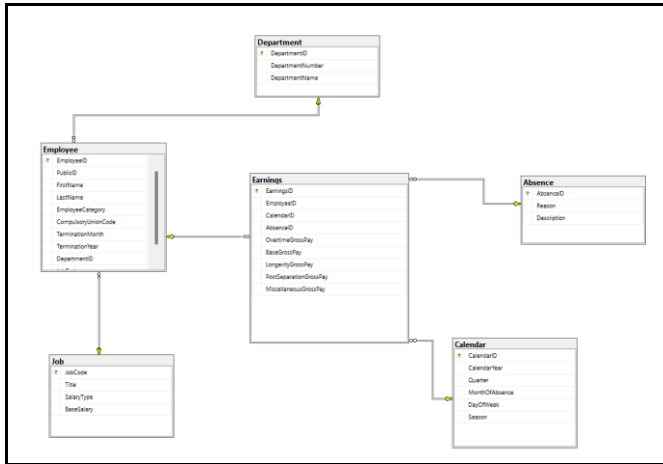 Department
DepartmentID
DepartmentNumber
DepartmentName
Employee
EmployeeID
PublicID
FirstName
LastName
EmployeeCategory
CompulsoryUnionCode
TerminationMonth
TerminationYear
DepartmentID
Earnings
EarningsID
EmployeeID
CalendarID
AbsenceID
OvertimeGrossPay
BaseGrossPay
LongevityGrossPay
PostSeparationGrossPay
MiscellaneousGrossPay
Absence
AbsenceID
Reason
Description
Job
JobCode
Title
SalaryType
BaseSalary
Calendar
CalendarID
CalendarYear
Quarter
MonthOfAbsence
DayOfWeek
Season